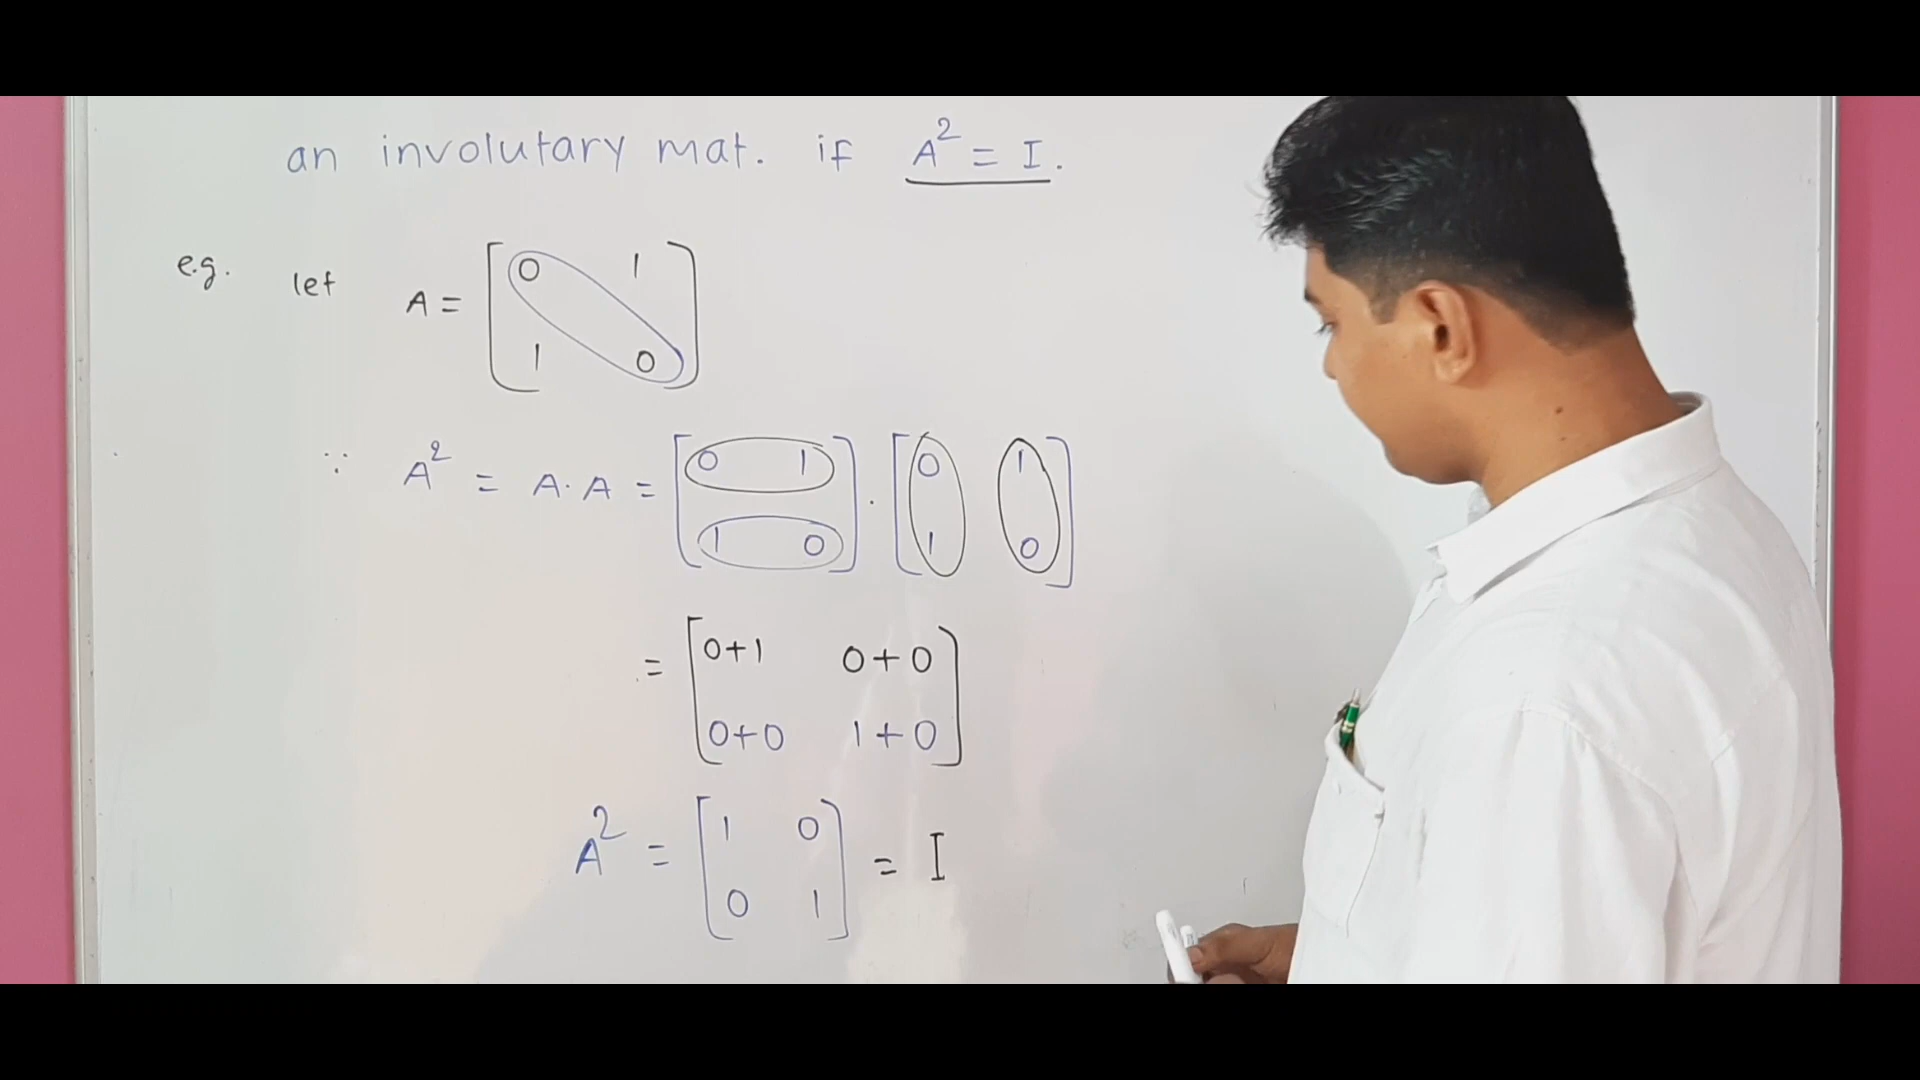 an involutary mat. if A² = I.
e.g. let A = [0 1
1 0]
∵ A² = A·A = [0 1
1 0] · [0 1
1 0]
= [0+1 0+0
0+0 1+0]
A² = [1 0
0 1] = I